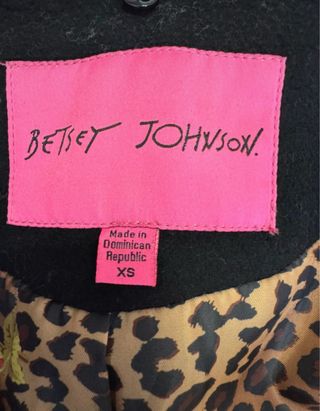 BETSEY JOHNSON.
Made in
Dominican
Republic
XS